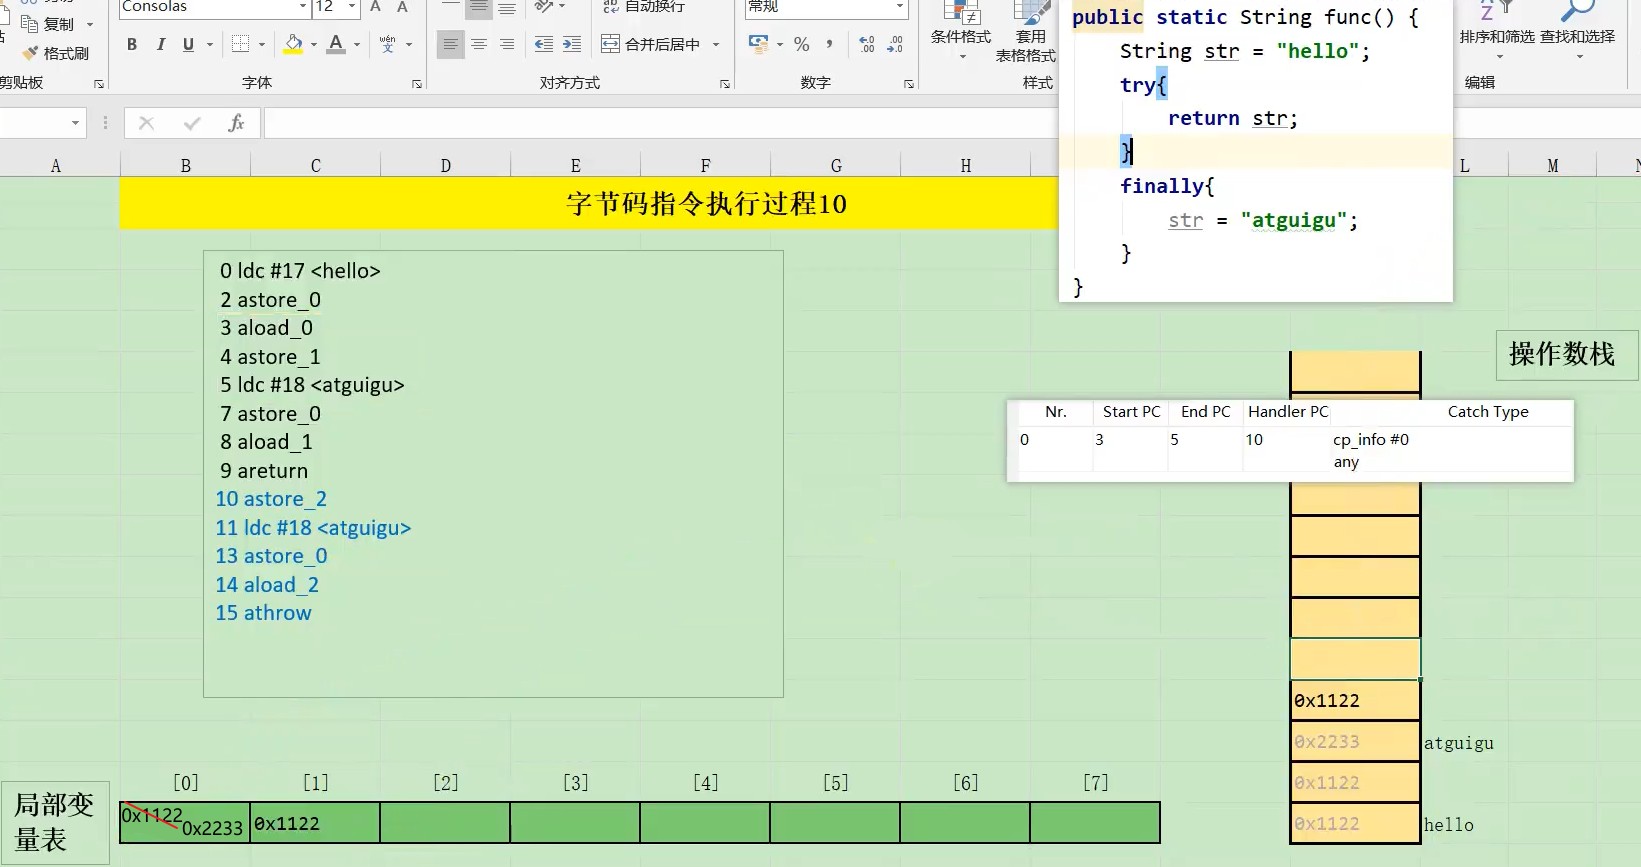 Consolas
12
A A
自动换行
常规
复制
格式刷
B I U A wén 文
合并后居中
% ,
条件格式
套用
表格格式
排序和筛选
查找和选择
剪贴板
字体
对齐方式
数字
样式
编辑
fx
A B C D E F G H L M
字节码指令执行过程10
public static String func() {
String str = "hello";
try{
return str;
}
finally{
str = "atguigu";
}
}
0 ldc #17 <hello>
2 astore_0
3 aload_0
4 astore_1
5 ldc #18 <atguigu>
7 astore_0
8 aload_1
9 areturn
10 astore_2
11 ldc #18 <atguigu>
13 astore_0
14 aload_2
15 athrow
操作数栈
Nr. Start PC End PC Handler PC Catch Type
0 3 5 10 cp_info #0
any
0x1122
0x2233 atguigu
0x1122
0x1122 hello
[0] [1] [2] [3] [4] [5] [6] [7]
局部变
量表
0x1122 0x2233 0x1122